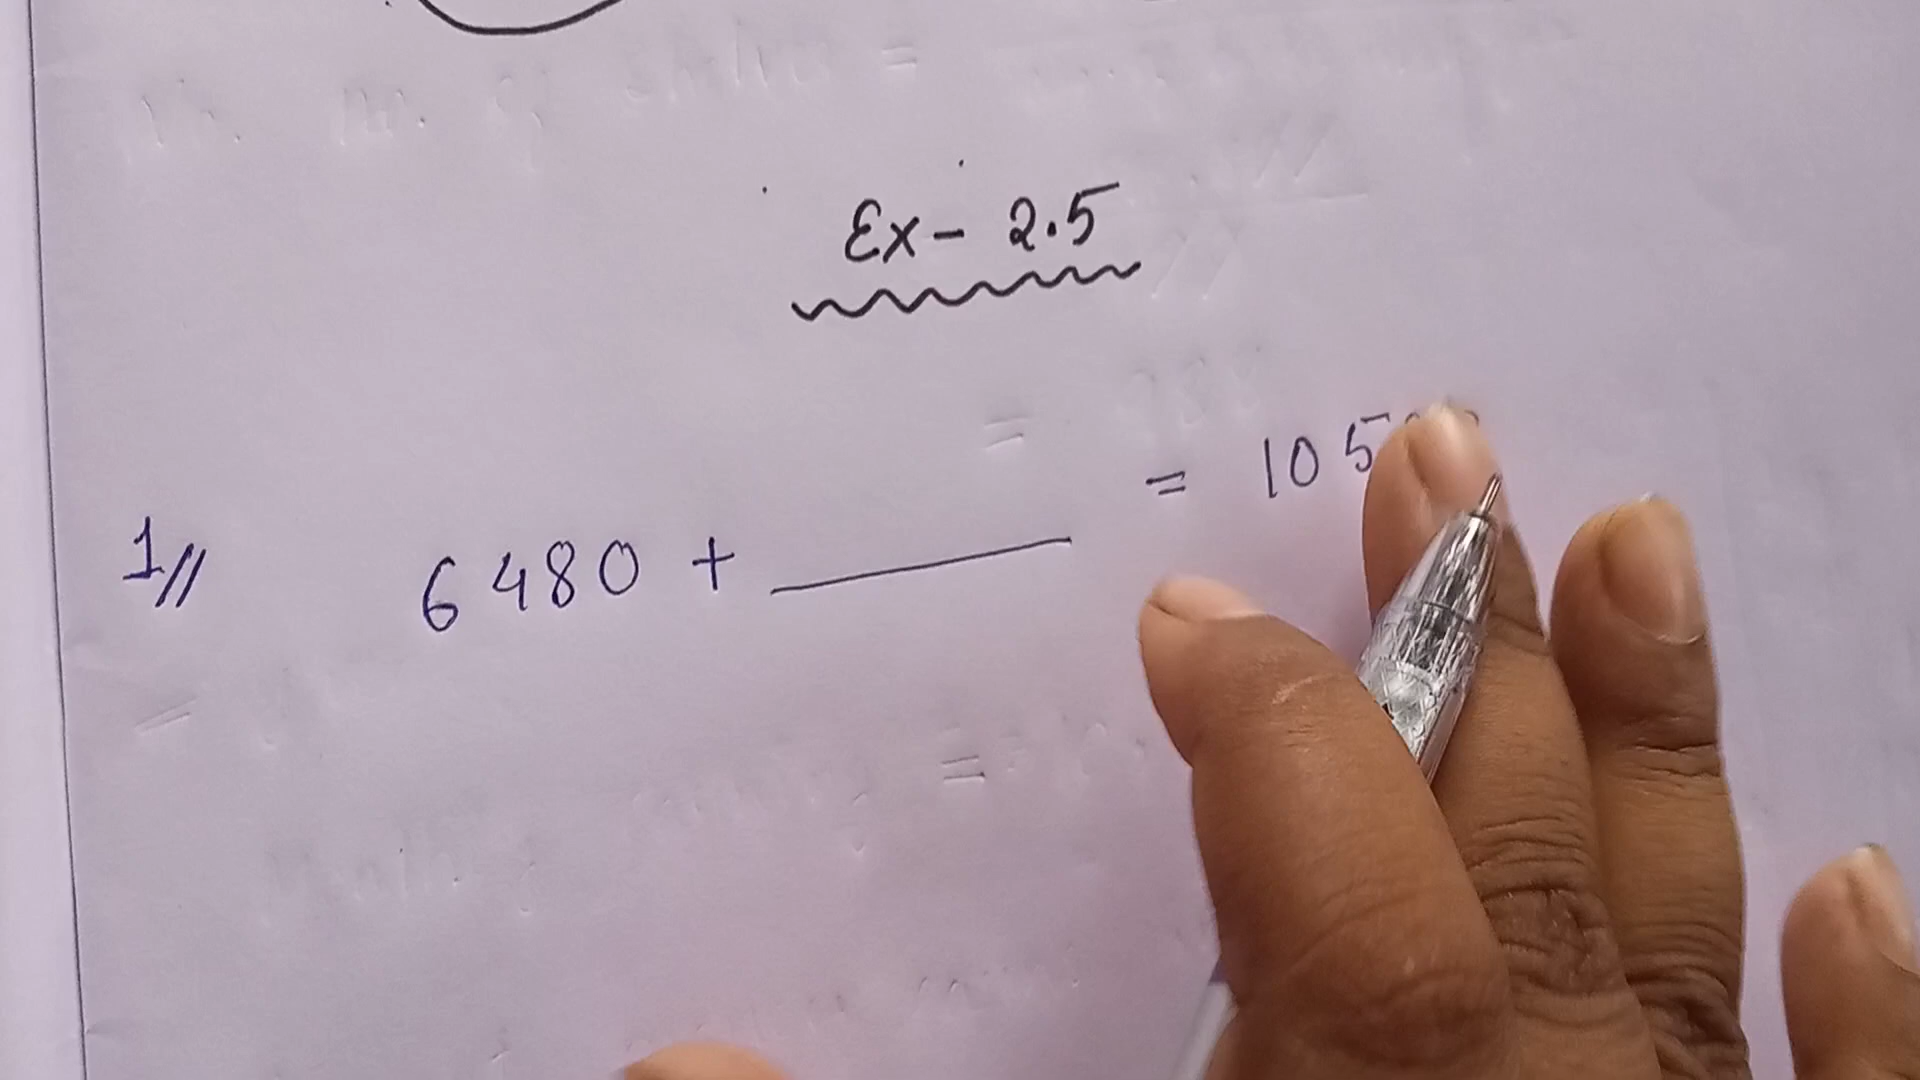 Ex - 2.5
1// 6480 + ______ = 105